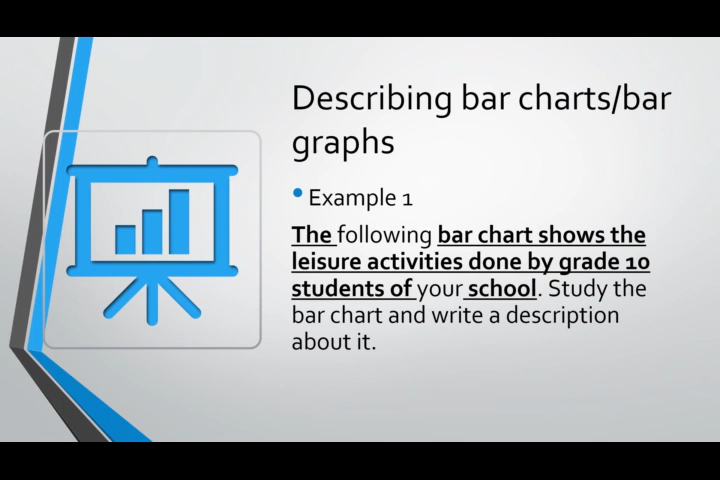 Describing bar charts/bar
graphs
• Example 1
The following bar chart shows the
leisure activities done by grade 10
students of your school. Study the
bar chart and write a description
about it.